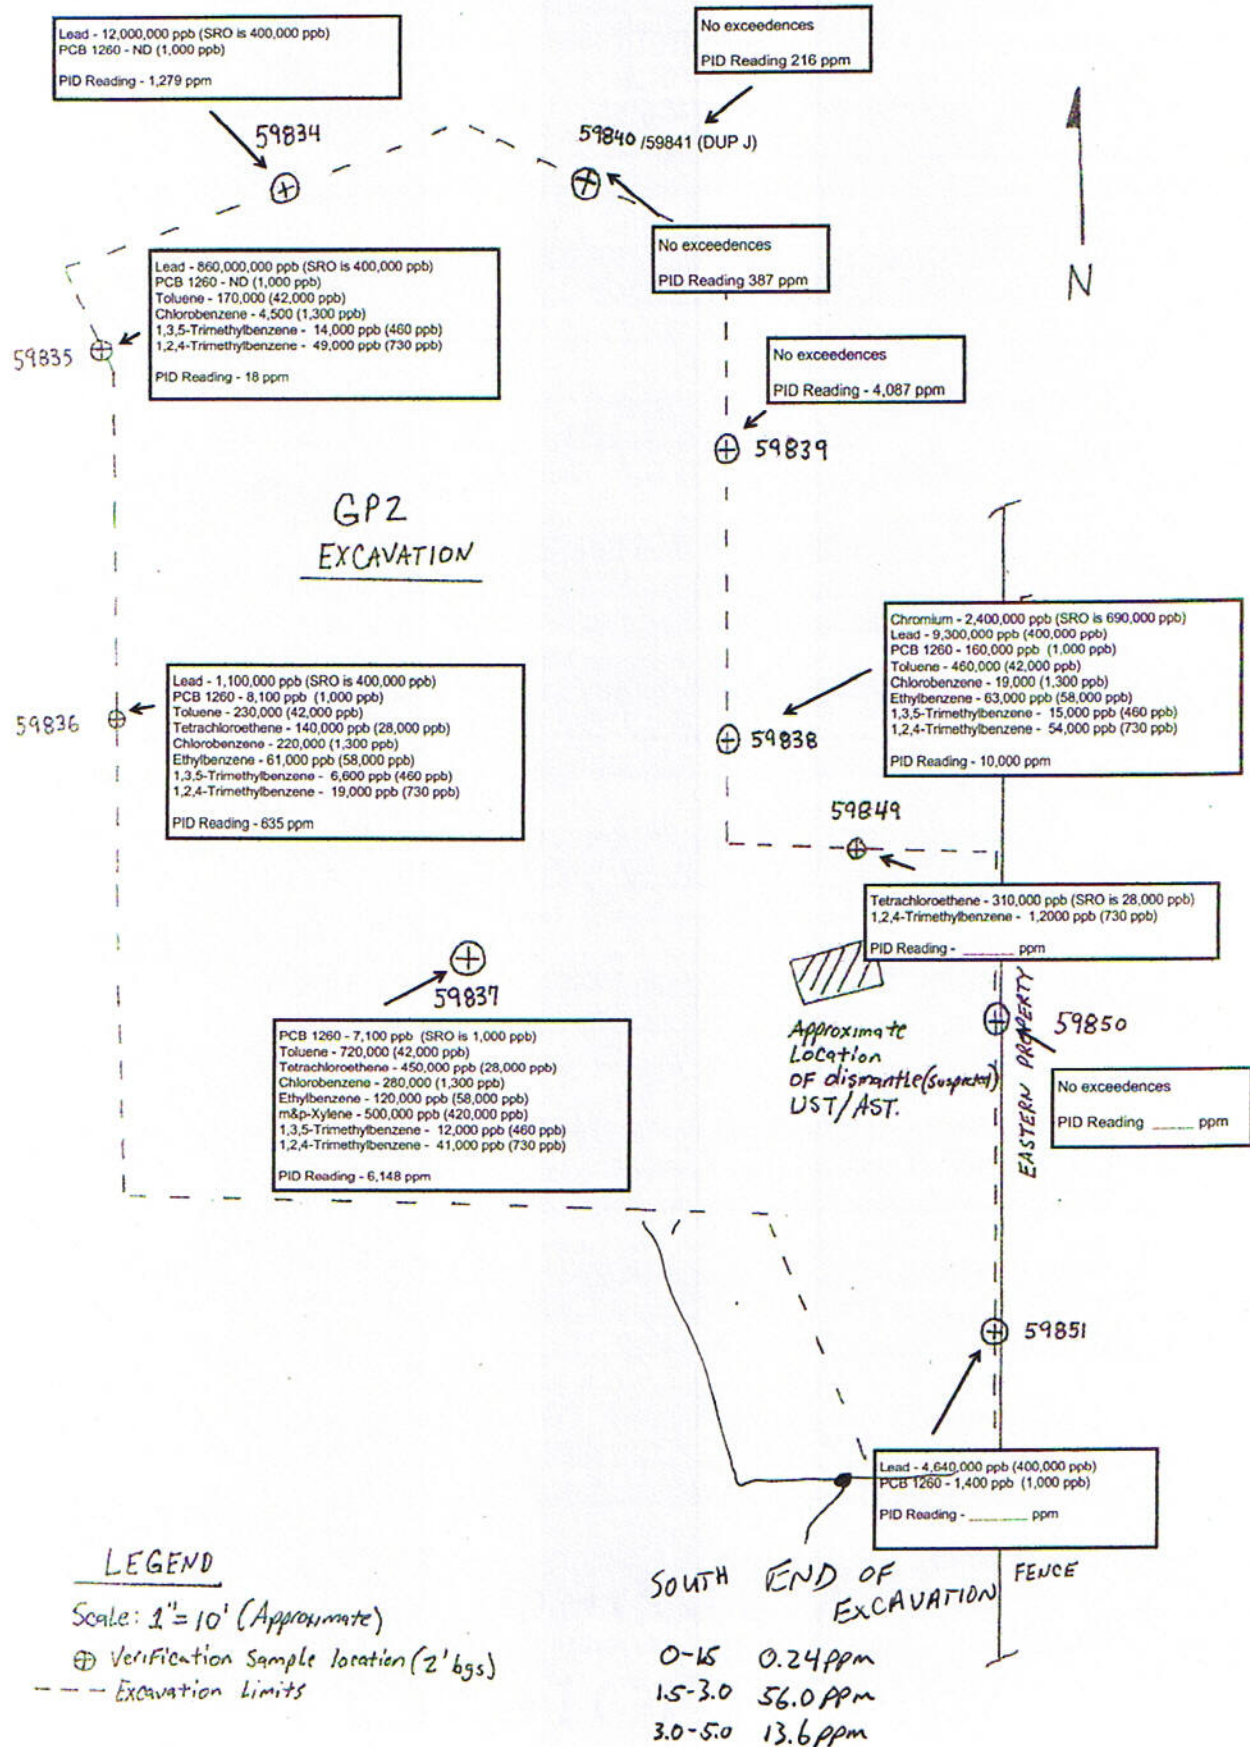 Lead - 12,000,000 ppb (SRO is 400,000 ppb)
PCB 1260 - ND (1,000 ppb)
PID Reading - 1,279 ppm
No exceedences
PID Reading 216 ppm
59834
59840 /59841 (DUP J)
No exceedences
PID Reading 387 ppm
N
Lead - 860,000,000 ppb (SRO is 400,000 ppb)
PCB 1260 - ND (1,000 ppb)
Toluene - 170,000 (42,000 ppb)
Chlorobenzene - 4,500 (1,300 ppb)
1,3,5-Trimethylbenzene - 14,000 ppb (460 ppb)
1,2,4-Trimethylbenzene - 49,000 ppb (730 ppb)
PID Reading - 18 ppm
59835
No exceedences
PID Reading - 4,087 ppm
59839
GP2
EXCAVATION
Chromium - 2,400,000 ppb (SRO is 690,000 ppb)
Lead - 9,300,000 ppb (400,000 ppb)
PCB 1260 - 160,000 ppb (1,000 ppb)
Toluene - 460,000 (42,000 ppb)
Chlorobenzene - 19,000 (1,300 ppb)
Ethylbenzene - 63,000 ppb (58,000 ppb)
1,3,5-Trimethylbenzene - 15,000 ppb (460 ppb)
1,2,4-Trimethylbenzene - 54,000 ppb (730 ppb)
PID Reading - 10,000 ppm
59838
Lead - 1,100,000 ppb (SRO is 400,000 ppb)
PCB 1260 - 8,100 ppb (1,000 ppb)
Toluene - 230,000 (42,000 ppb)
Tetrachloroethene - 140,000 ppb (28,000 ppb)
Chlorobenzene - 220,000 (1,300 ppb)
Ethylbenzene - 61,000 ppb (58,000 ppb)
1,3,5-Trimethylbenzene - 6,600 ppb (460 ppb)
1,2,4-Trimethylbenzene - 19,000 ppb (730 ppb)
PID Reading - 635 ppm
59836
59849
Tetrachloroethene - 310,000 ppb (SRO is 28,000 ppb)
1,2,4-Trimethylbenzene - 1,2000 ppb (730 ppb)
PID Reading - ______ ppm
59837
PCB 1260 - 7,100 ppb (SRO is 1,000 ppb)
Toluene - 720,000 (42,000 ppb)
Tetrachloroethene - 450,000 ppb (28,000 ppb)
Chlorobenzene - 280,000 (1,300 ppb)
Ethylbenzene - 120,000 ppb (58,000 ppb)
m&p-Xylene - 500,000 ppb (420,000 ppb)
1,3,5-Trimethylbenzene - 12,000 ppb (460 ppb)
1,2,4-Trimethylbenzene - 41,000 ppb (730 ppb)
PID Reading - 6,148 ppm
Approximate
Location
OF dismantle (suspected)
UST/AST.
EASTERN PROPERTY
59850
No exceedences
PID Reading _____ ppm
59851
Lead - 4,640,000 ppb (400,000 ppb)
PCB 1260 - 1,400 ppb (1,000 ppb)
PID Reading - ________ ppm
FENCE
SOUTH END OF
EXCAVATION
0-1.5 0.24 ppm
1.5-3.0 56.0 ppm
3.0-5.0 13.6 ppm
LEGEND
Scale: 1"=10' (Approximate)
Verification Sample location (2' bgs)
Excavation Limits